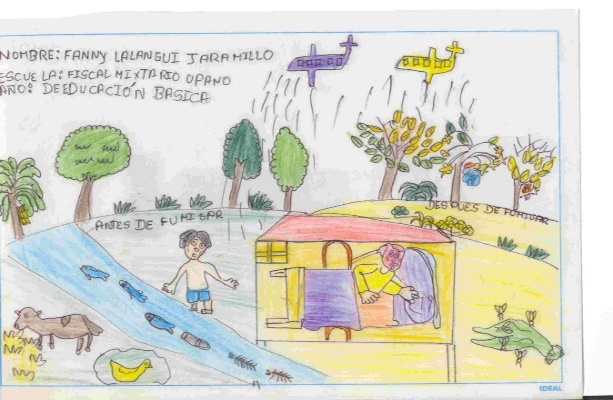 NOMBRE: FANNY LALANGUI JARAMILLO
ESCUELA: FISCAL MIXTA RIO UPANO
AÑO: DE EDUCACIÓN BASICA
ANTES DE FUMIGAR
DESPUES DE FUMIGAR
IDEAL